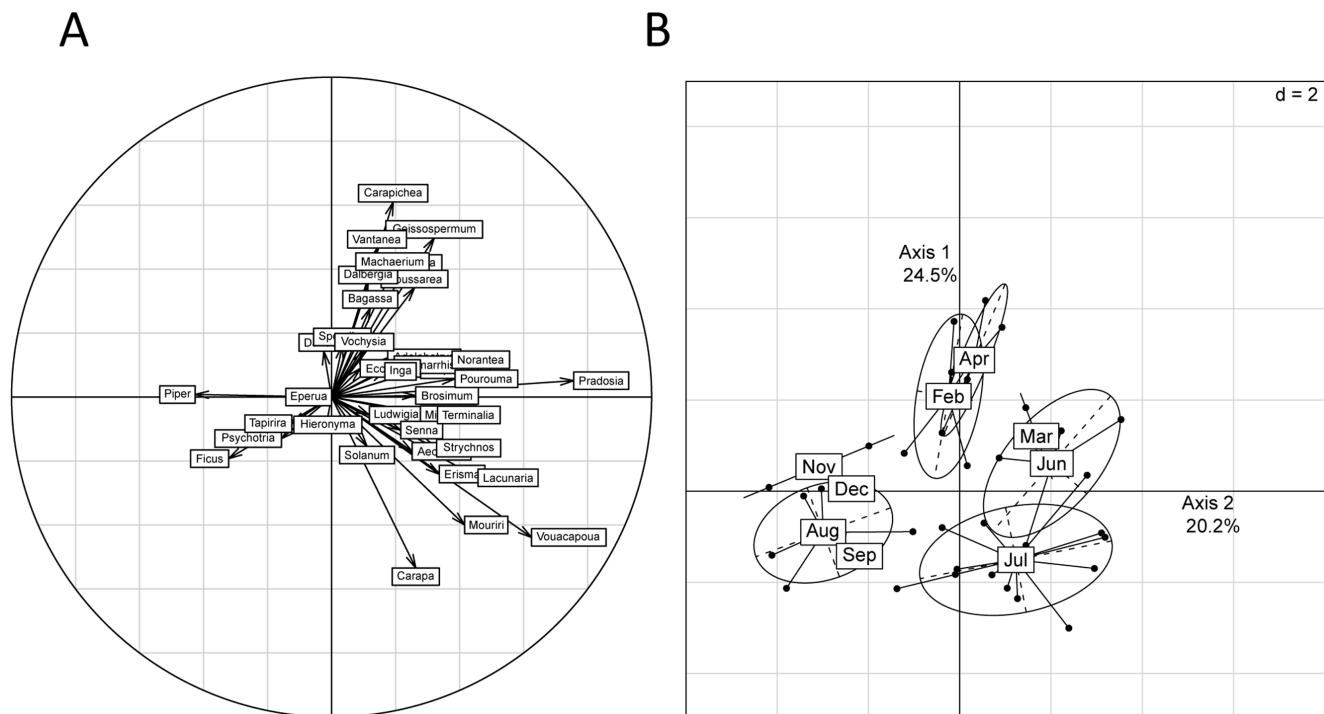 A
B
Carapichea
Geissospermum
Vantanea
Machaerium
Dalbergia
Bagassa
Vochysia
Inga
Norantea
Pourouma
Pradosia
Piper
Eperua
Brosimum
Ludwigia
Terminalia
Tapirira
Hieronyma
Senna
Psychotria
Strychnos
Solanum
Ficus
Erisma
Lacunaria
Mouriri
Vouacapoua
Carapa
d = 2
Axis 1
24.5%
Apr
Feb
Mar
Jun
Nov
Dec
Axis 2
20.2%
Aug
Sep
Jul